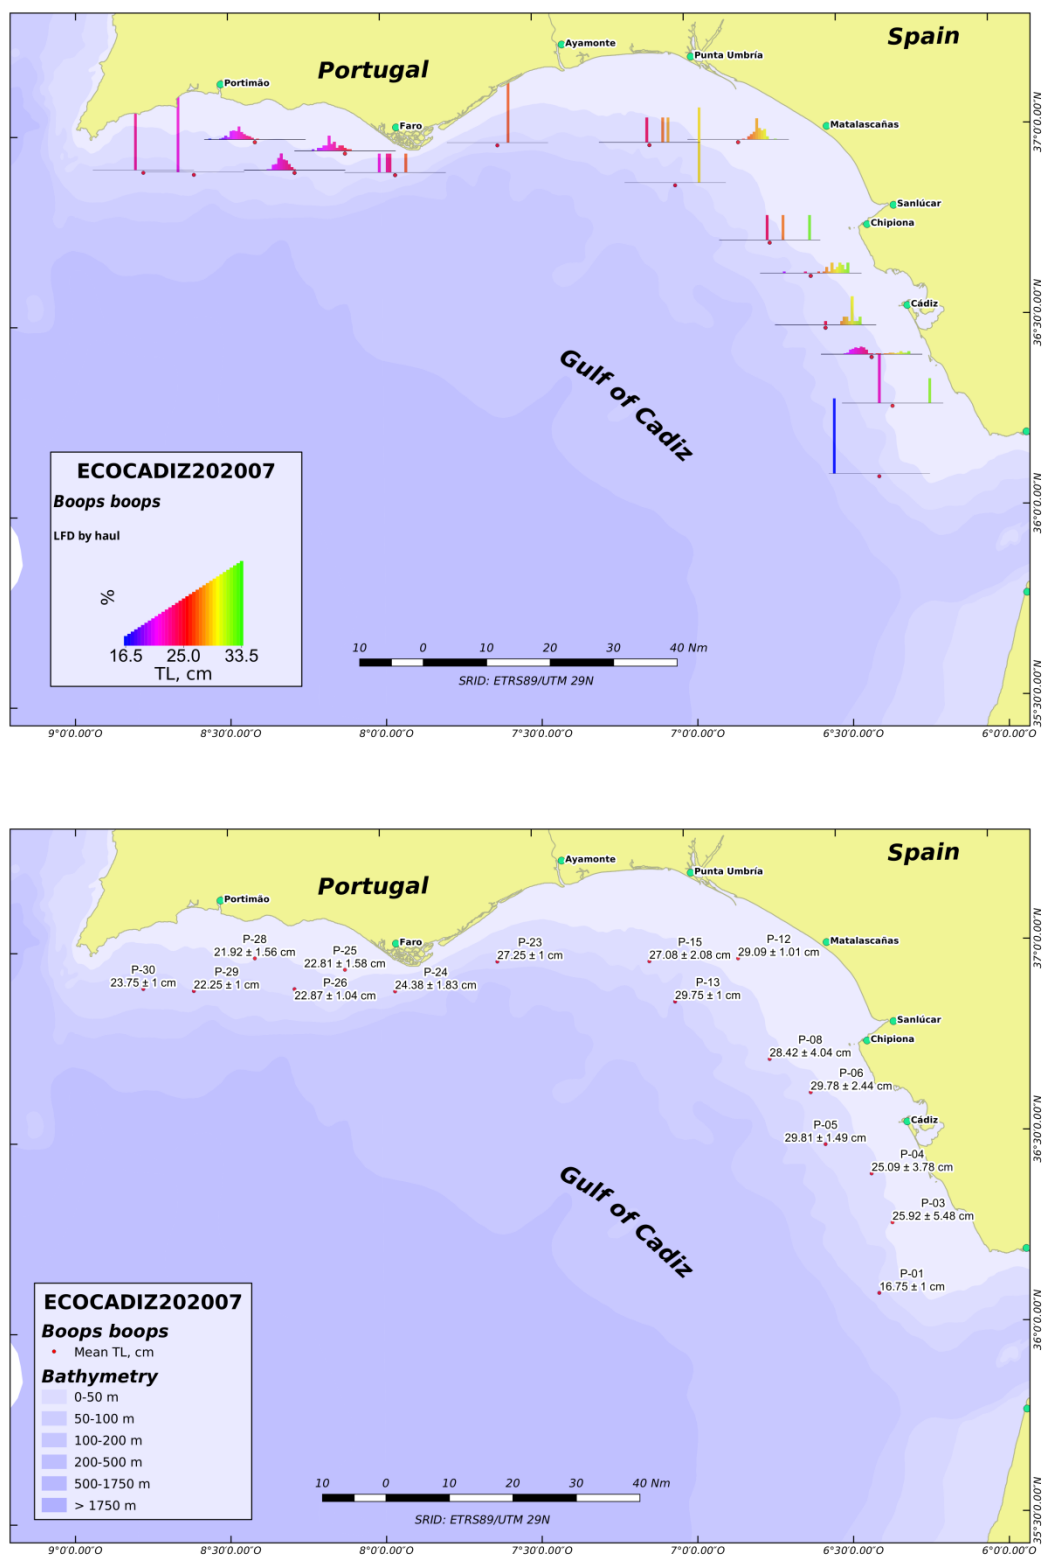 Spain
Portugal
Ayamonte
Punta Umbría
Portimão
Faro
Matalascañas
Sanlúcar
Chipiona
Cádiz
Gulf of Cadiz
ECOCADIZ202007
Boops boops
LFD by haul
%
16.5 25.0 33.5
TL, cm
10 0 10 20 30 40 Nm
SRID: ETRS89/UTM 29N
37°0'0.00"N
36°30'0.00"N
36°0'0.00"N
35°30'0.00"N
9°0'0.00"O 8°30'0.00"O 8°0'0.00"O 7°30'0.00"O 7°0'0.00"O 6°30'0.00"O 6°0'0.00"O
Spain
Portugal
Ayamonte
Punta Umbría
Portimão
Faro
Matalascañas
Sanlúcar
Chipiona
Cádiz
P-28
21.92 ± 1.56 cm
P-25
22.81 ± 1.58 cm
P-23
27.25 ± 1 cm
P-15
27.08 ± 2.08 cm
P-12
29.09 ± 1.01 cm
P-30
23.75 ± 1 cm
P-29
22.25 ± 1 cm
P-26
22.87 ± 1.04 cm
P-24
24.38 ± 1.83 cm
P-13
29.75 ± 1 cm
P-08
28.42 ± 4.04 cm
P-06
29.78 ± 2.44 cm
P-05
29.81 ± 1.49 cm
P-04
25.09 ± 3.78 cm
P-03
25.92 ± 5.48 cm
P-01
16.75 ± 1 cm
Gulf of Cadiz
ECOCADIZ202007
Boops boops
Mean TL, cm
Bathymetry
0-50 m
50-100 m
100-200 m
200-500 m
500-1750 m
> 1750 m
10 0 10 20 30 40 Nm
SRID: ETRS89/UTM 29N
37°0'0.00"N
36°30'0.00"N
36°0'0.00"N
35°30'0.00"N
9°0'0.00"O 8°30'0.00"O 8°0'0.00"O 7°30'0.00"O 7°0'0.00"O 6°30'0.00"O 6°0'0.00"O